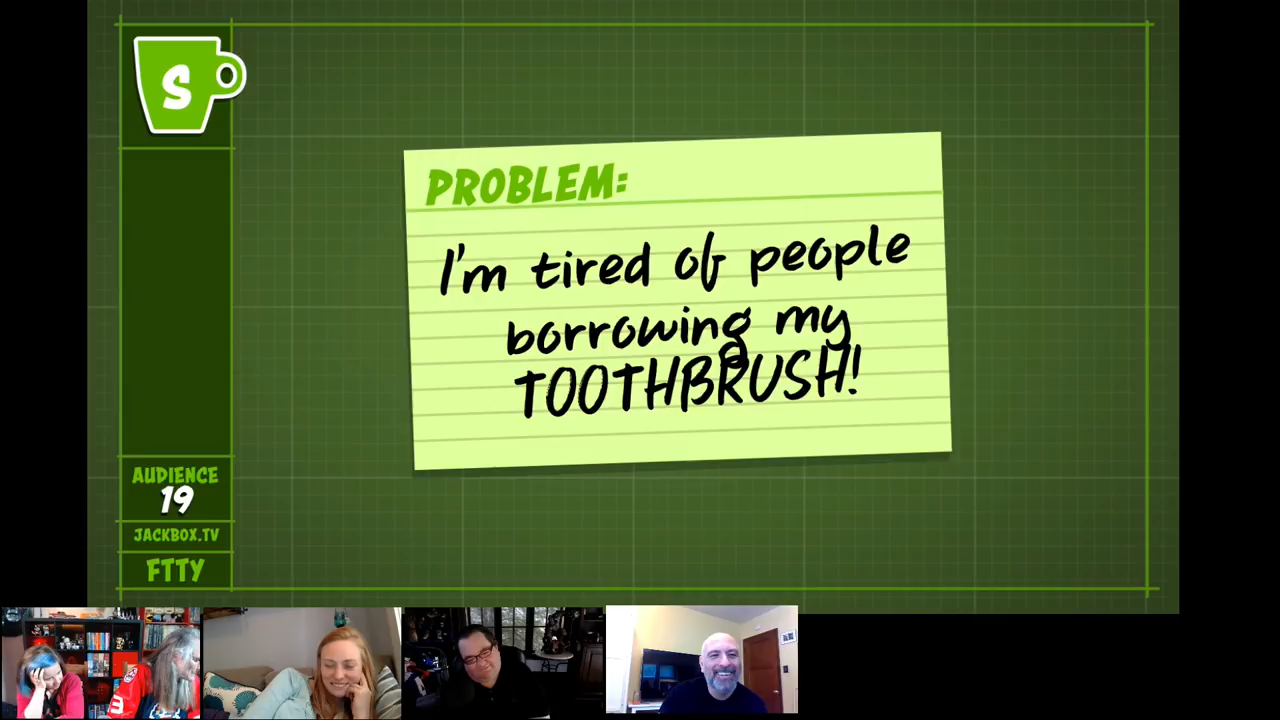 S
PROBLEM:
I'm tired of people
borrowing my
TOOTHBRUSH!
AUDIENCE
19
JACKBOX.TV
FTTY